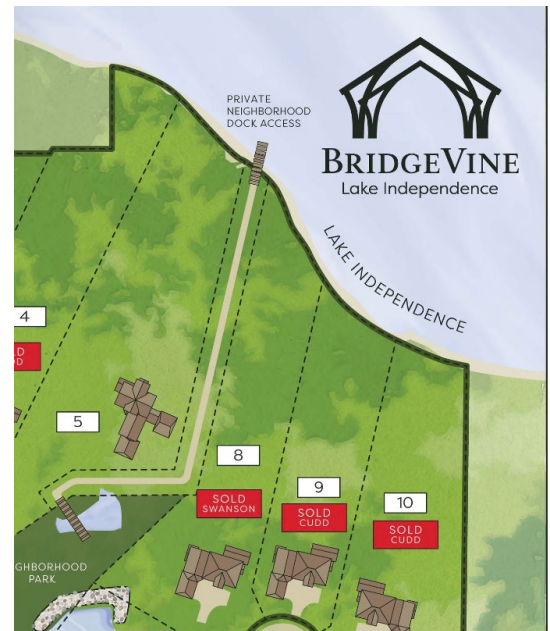 PRIVATE
NEIGHBORHOOD
DOCK ACCESS
BRIDGEVINE
Lake Independence
LAKE INDEPENDENCE
4
5
8
SOLD
SWANSON
9
SOLD
CUDD
10
SOLD
CUDD
GHBORHOOD
PARK